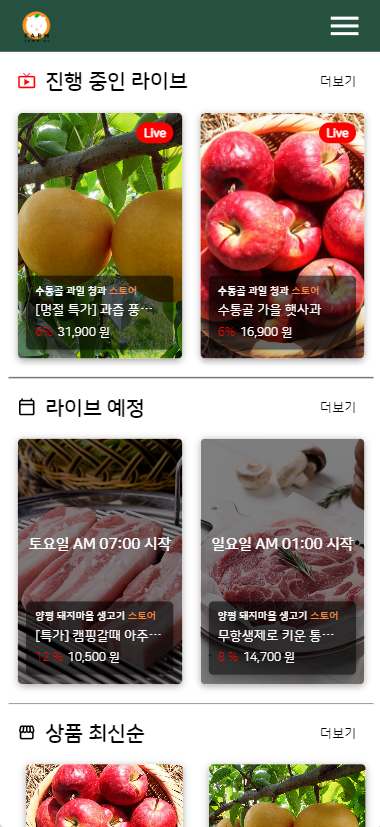 진행 중인 라이브
더보기
Live
Live
수동골 과일 청과 스토어
[명절 특가] 과즙 풍…
6% 31,900 원
수동골 과일 청과 스토어
수동골 가을 햇사과
6% 16,900 원
라이브 예정
더보기
토요일 AM 07:00 시작
일요일 AM 01:00 시작
양평 돼지마을 생고기 스토어
[특가] 캠핑갈때 아주…
12 % 10,500 원
양평 돼지마을 생고기 스토어
무항생제로 키운 통…
8 % 14,700 원
상품 최신순
더보기